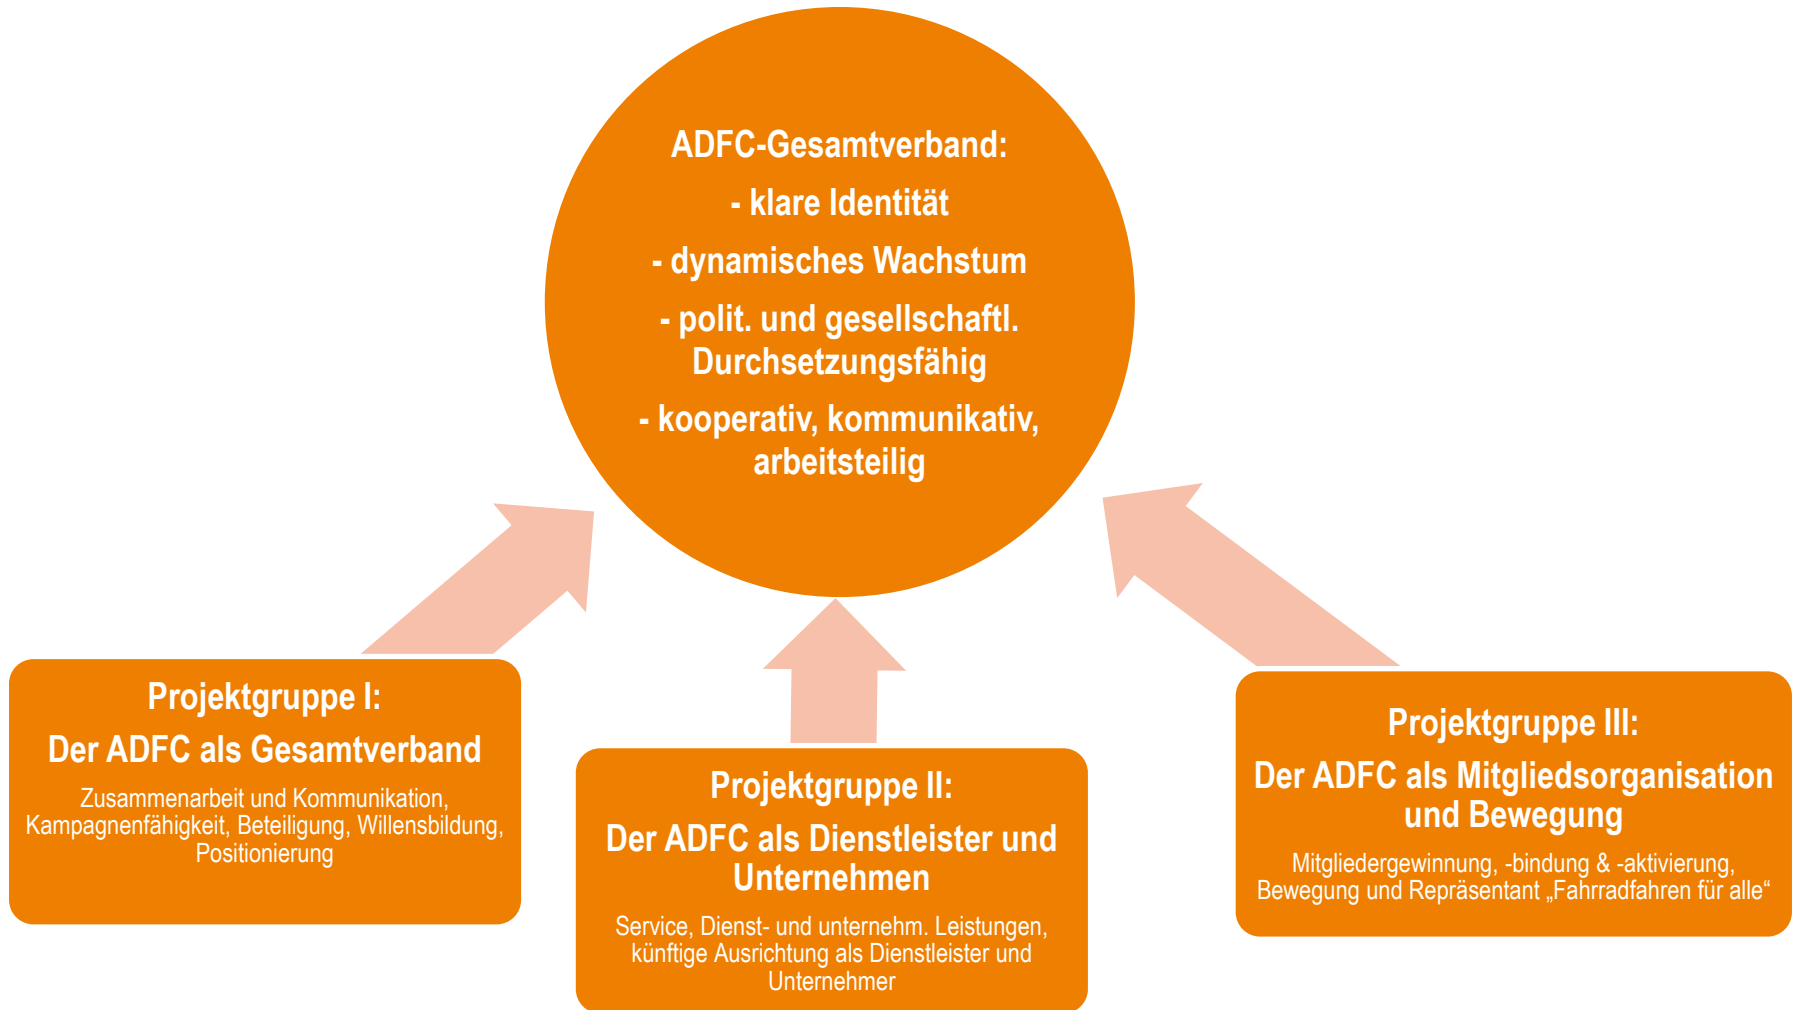 ADFC-Gesamtverband:
- klare Identität
- dynamisches Wachstum
- polit. und gesellschaftl.
Durchsetzungsfähig
- kooperativ, kommunikativ,
arbeitsteilig
Projektgruppe I:
Der ADFC als Gesamtverband
Zusammenarbeit und Kommunikation,
Kampagnenfähigkeit, Beteiligung, Willensbildung,
Positionierung
Projektgruppe II:
Der ADFC als Dienstleister und
Unternehmen
Service, Dienst- und unternehm. Leistungen,
künftige Ausrichtung als Dienstleister und
Unternehmer
Projektgruppe III:
Der ADFC als Mitgliedsorganisation
und Bewegung
Mitgliedergewinnung, -bindung & -aktivierung,
Bewegung und Repräsentant „Fahrradfahren für alle“